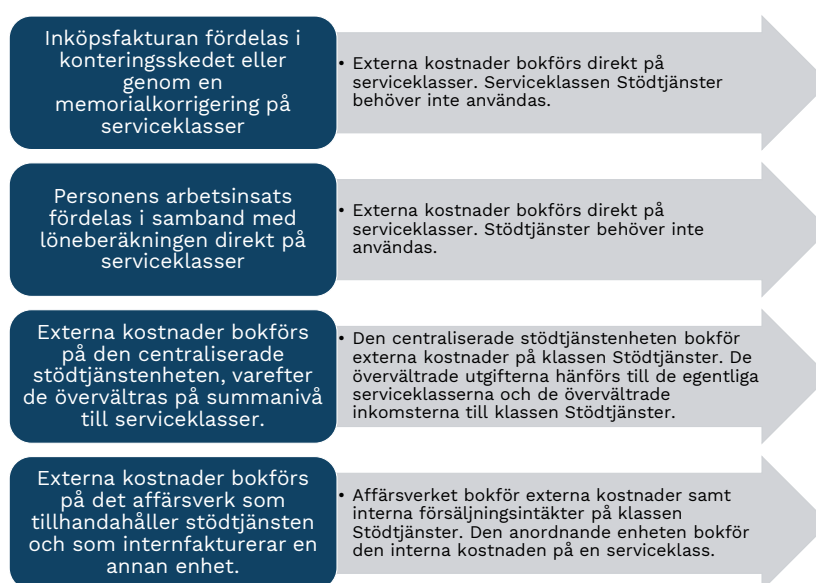 Inköpsfakturan fördelas i
konteringsskedet eller
genom en
memorialkorrigering på
serviceklasser
• Externa kostnader bokförs direkt på
serviceklasser. Serviceklassen Stödtjänster
behöver inte användas.
Personens arbetsinsats
fördelas i samband med
löneberäkningen direkt på
serviceklasser
• Externa kostnader bokförs direkt på
serviceklasser. Stödtjänster behöver inte
användas.
Externa kostnader bokförs
på den centraliserade
stödtjänstenheten, varefter
de övervältras på summanivå
till serviceklasser.
• Den centraliserade stödtjänstenheten bokför
externa kostnader på klassen Stödtjänster. De
övervältrade utgifterna hänförs till de egentliga
serviceklasserna och de övervältrade
inkomsterna till klassen Stödtjänster.
Externa kostnader bokförs
på det affärsverk som
tillhandahåller stödtjänsten
och som internfakturerar en
annan enhet.
• Affärsverket bokför externa kostnader samt
interna försäljningsintäkter på klassen
Stödtjänster. Den anordnande enheten bokför
den interna kostnaden på en serviceklass.